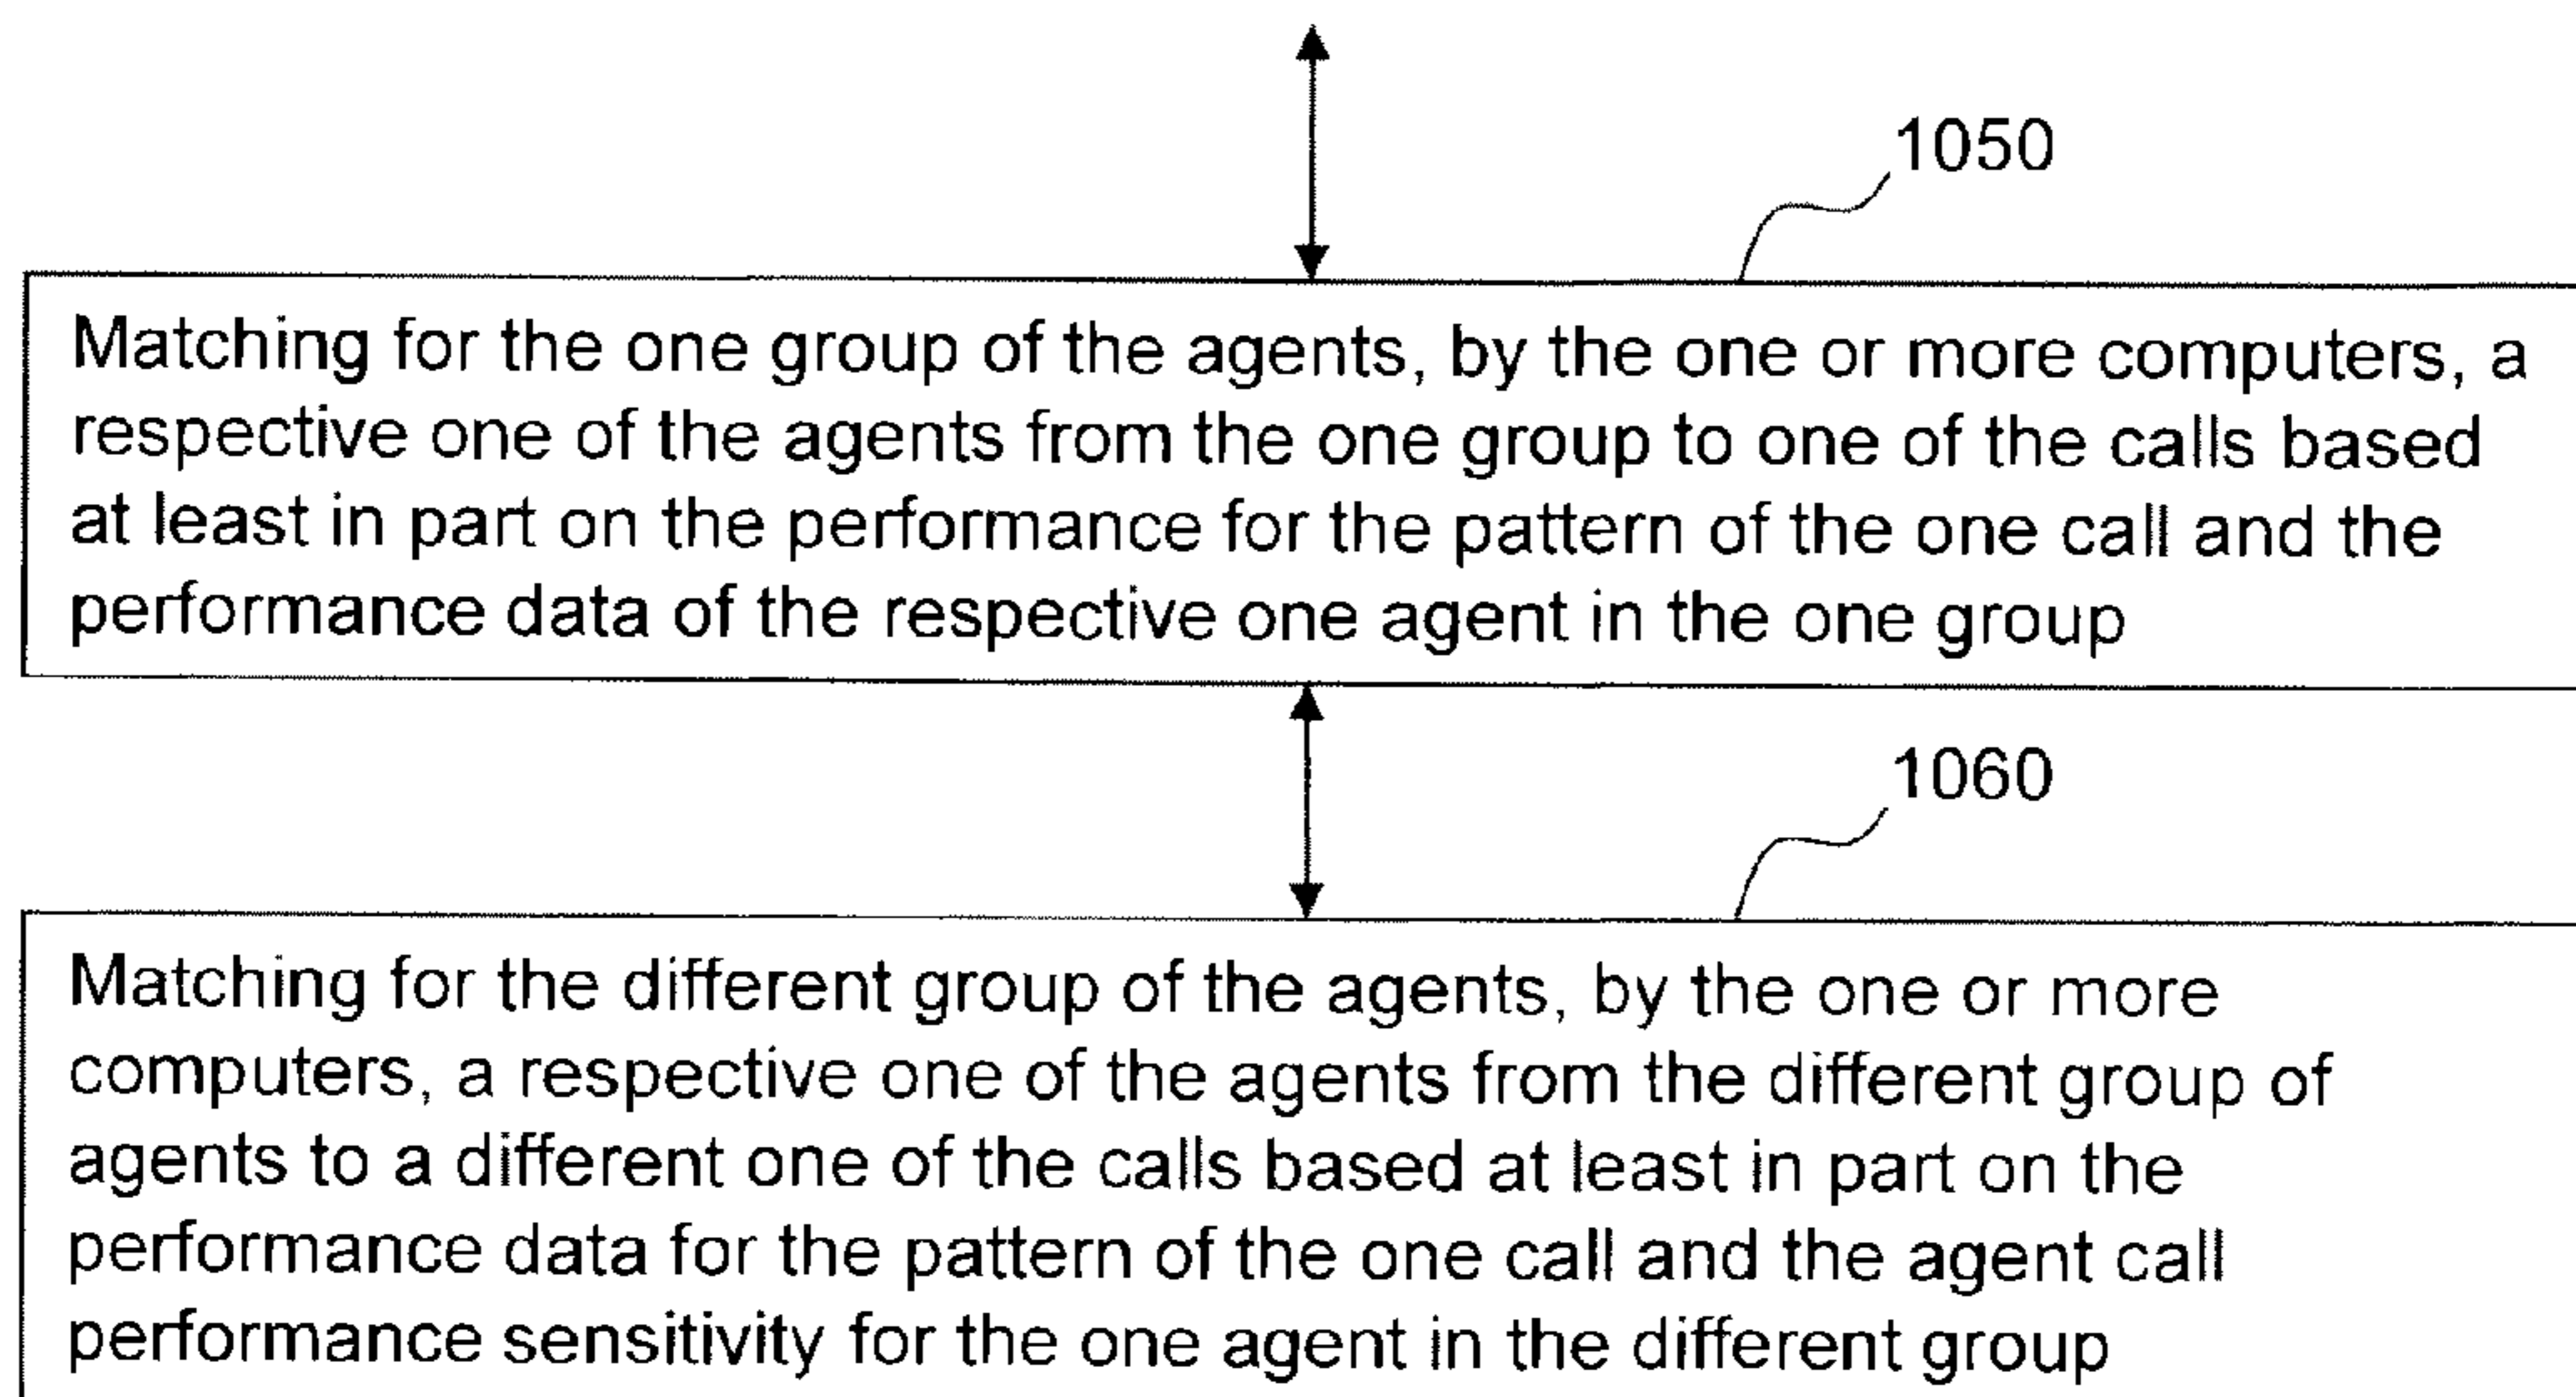 1050
Matching for the one group of the agents, by the one or more computers, a
respective one of the agents from the one group to one of the calls based
at least in part on the performance for the pattern of the one call and the
performance data of the respective one agent in the one group
1060
Matching for the different group of the agents, by the one or more
computers, a respective one of the agents from the different group of
agents to a different one of the calls based at least in part on the
performance data for the pattern of the one call and the agent call
performance sensitivity for the one agent in the different group